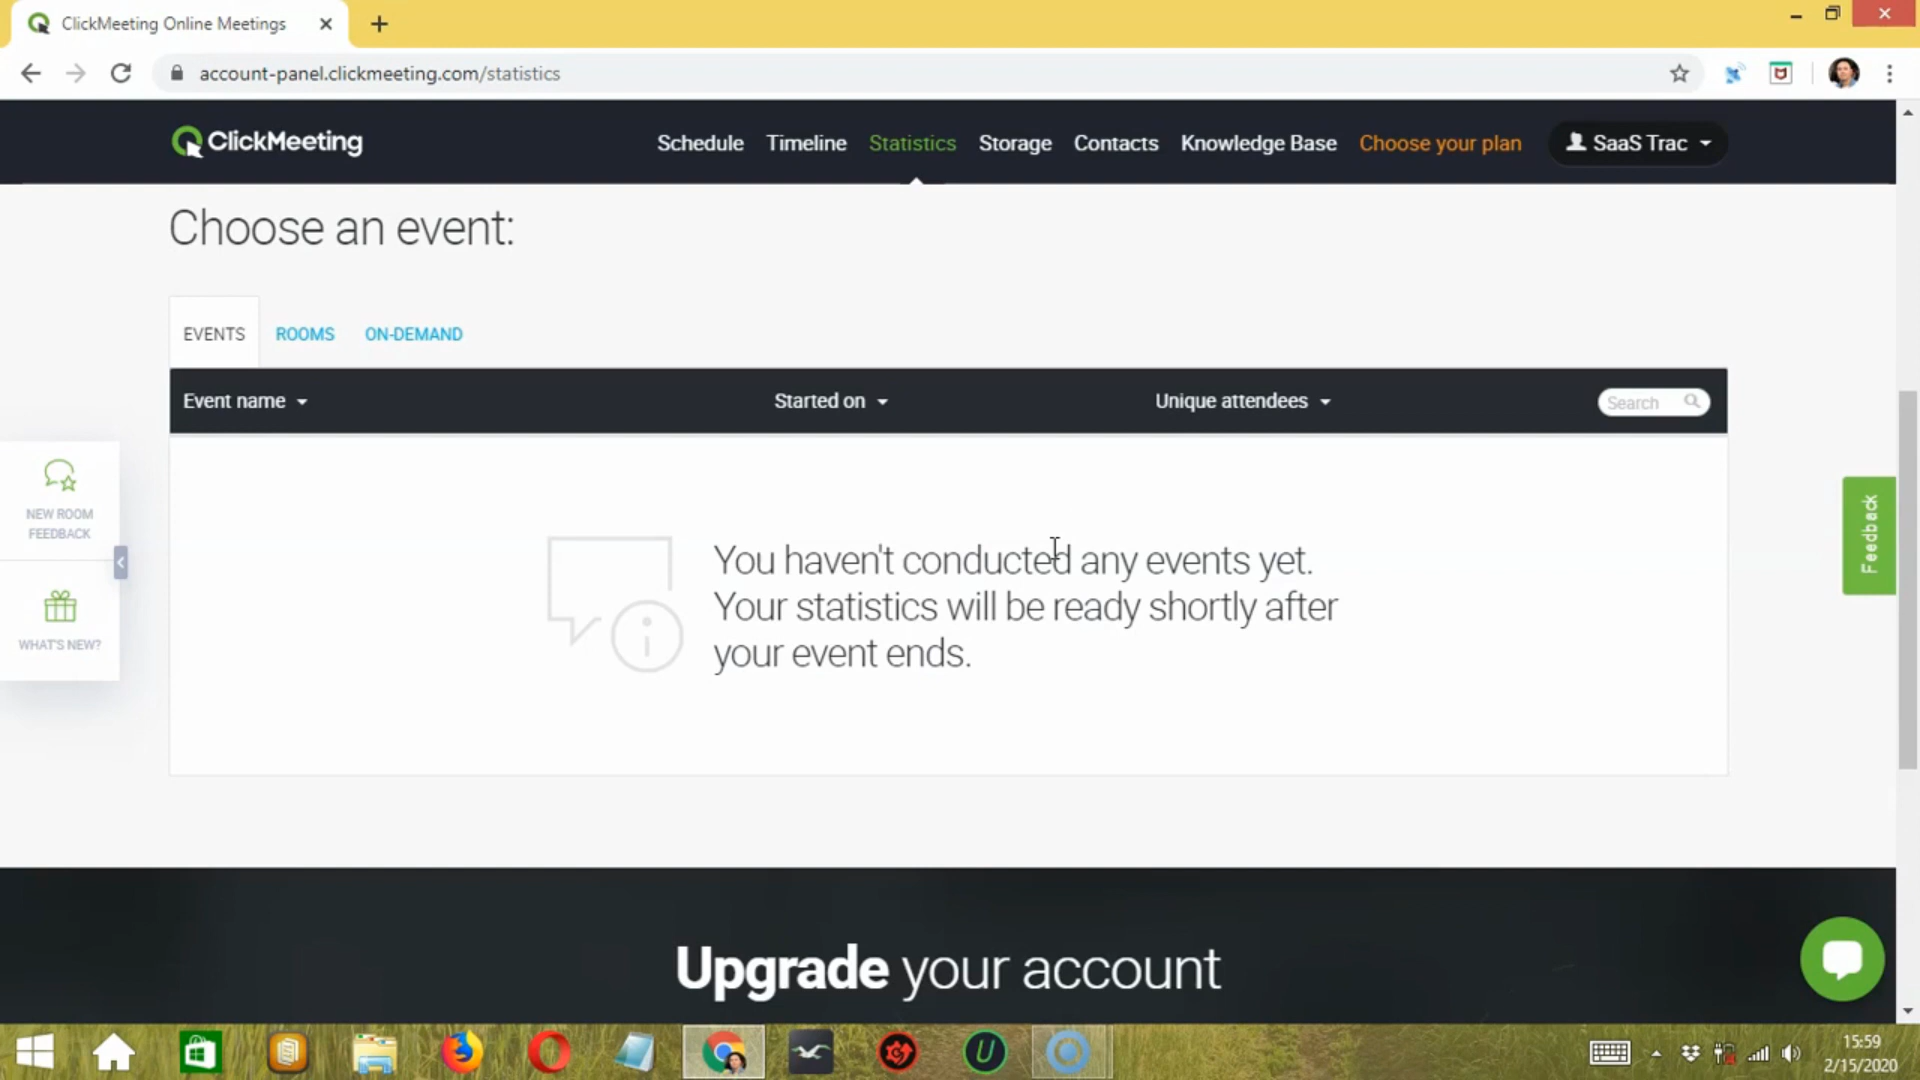 ClickMeeting Online Meetings
account-panel.clickmeeting.com/statistics
ClickMeeting
Schedule Timeline Statistics Storage Contacts Knowledge Base Choose your plan SaaS Trac
Choose an event:
EVENTS ROOMS ON-DEMAND
Event name Started on Unique attendees Search
NEW ROOM
FEEDBACK
WHAT'S NEW?
You haven't conducted any events yet.
Your statistics will be ready shortly after
your event ends.
Feedback
Upgrade your account
15:59
2/15/2020